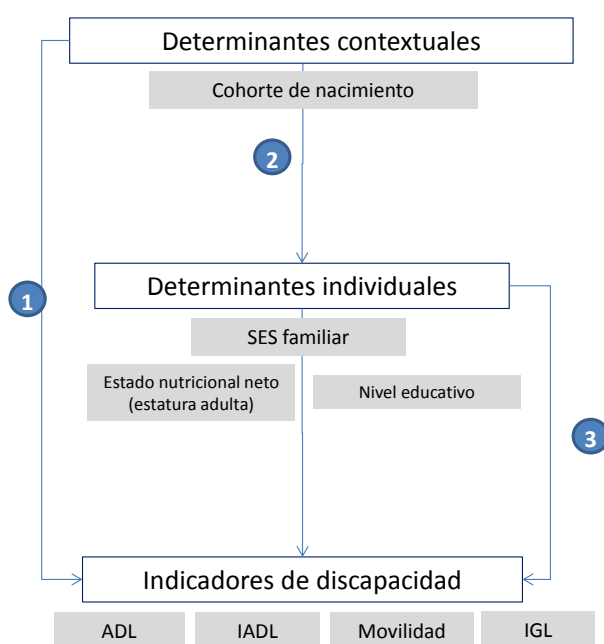 Determinantes contextuales
Cohorte de nacimiento
2
Determinantes individuales
1
SES familiar
Estado nutricional neto
(estatura adulta)
Nivel educativo
3
Indicadores de discapacidad
ADL
IADL
Movilidad
IGL